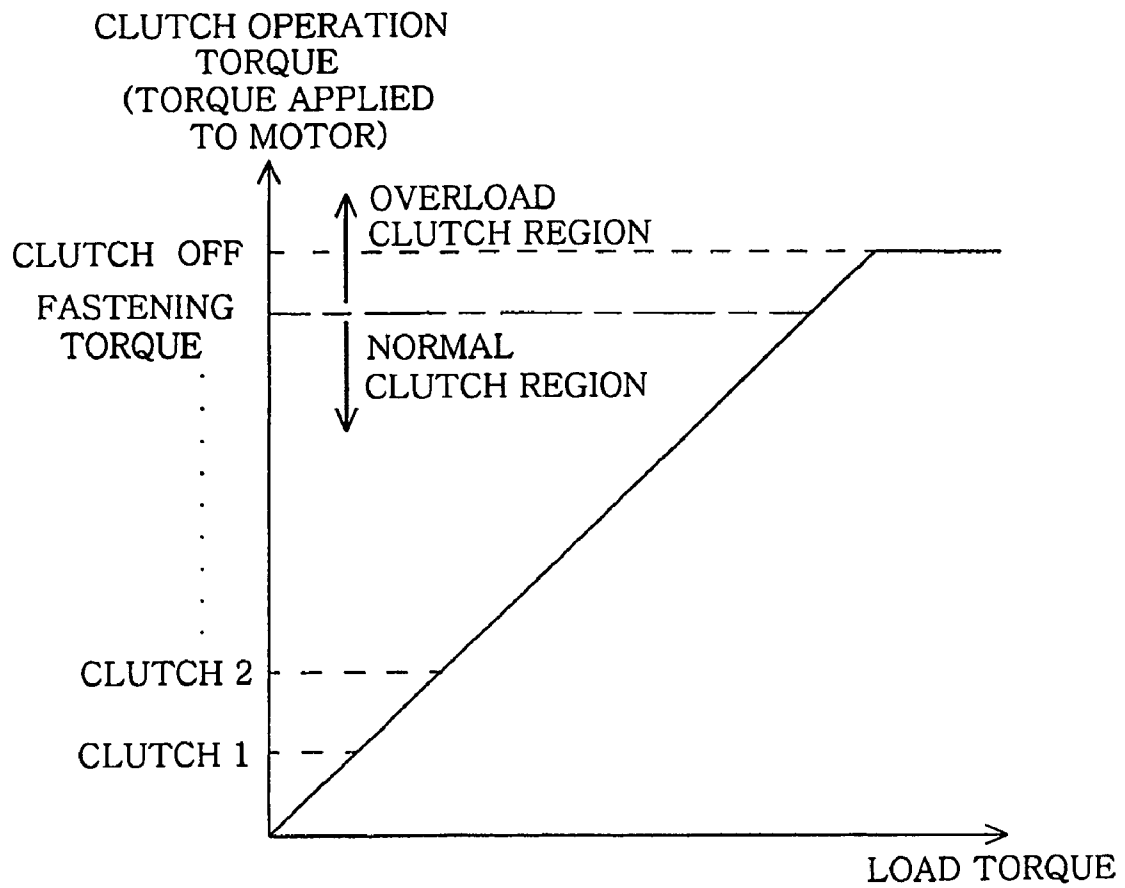 CLUTCH OPERATION
TORQUE
(TORQUE APPLIED
TO MOTOR)
OVERLOAD
CLUTCH REGION
CLUTCH OFF
FASTENING
TORQUE
NORMAL
CLUTCH REGION
CLUTCH 2
CLUTCH 1
LOAD TORQUE